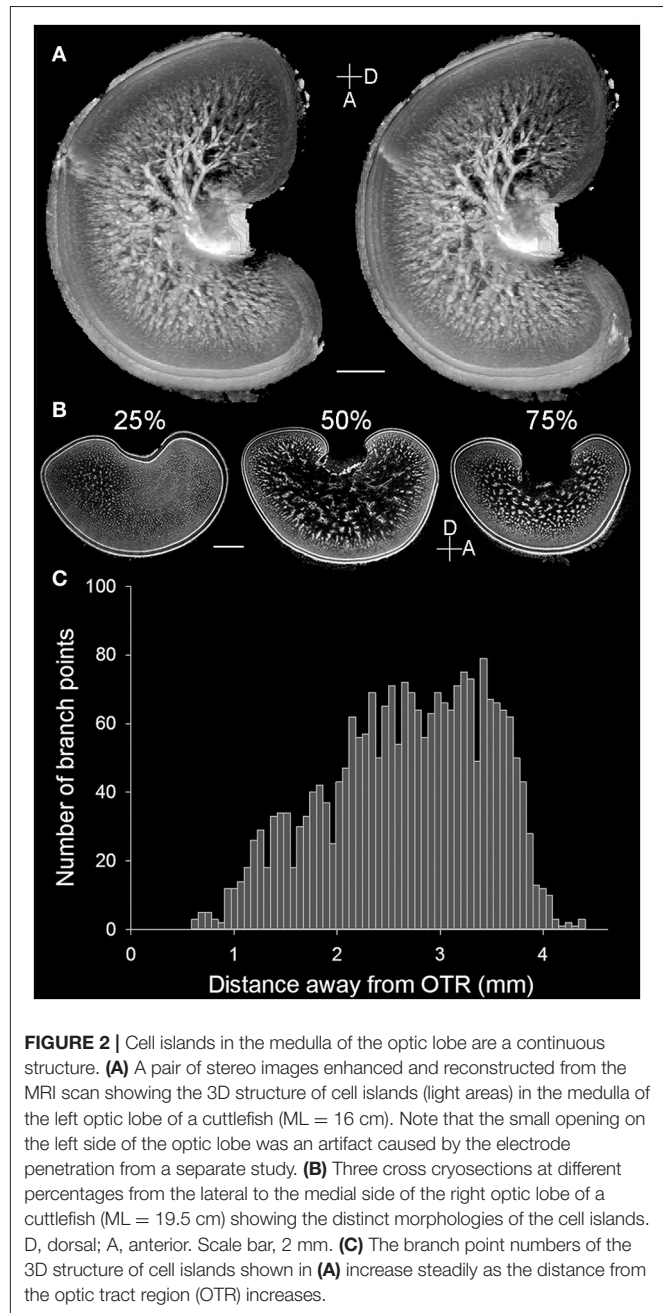 A
D
A
B
25%
50%
75%
D
A
C
100
80
60
40
20
0
Number of branch points
0
1
2
3
4
Distance away from OTR (mm)
FIGURE 2 | Cell islands in the medulla of the optic lobe are a continuous
structure. (A) A pair of stereo images enhanced and reconstructed from the
MRI scan showing the 3D structure of cell islands (light areas) in the medulla of
the left optic lobe of a cuttlefish (ML = 16 cm). Note that the small opening on
the left side of the optic lobe was an artifact caused by the electrode
penetration from a separate study. (B) Three cross cryosections at different
percentages from the lateral to the medial side of the right optic lobe of a
cuttlefish (ML = 19.5 cm) showing the distinct morphologies of the cell islands.
D, dorsal; A, anterior. Scale bar, 2 mm. (C) The branch point numbers of the
3D structure of cell islands shown in (A) increase steadily as the distance from
the optic tract region (OTR) increases.